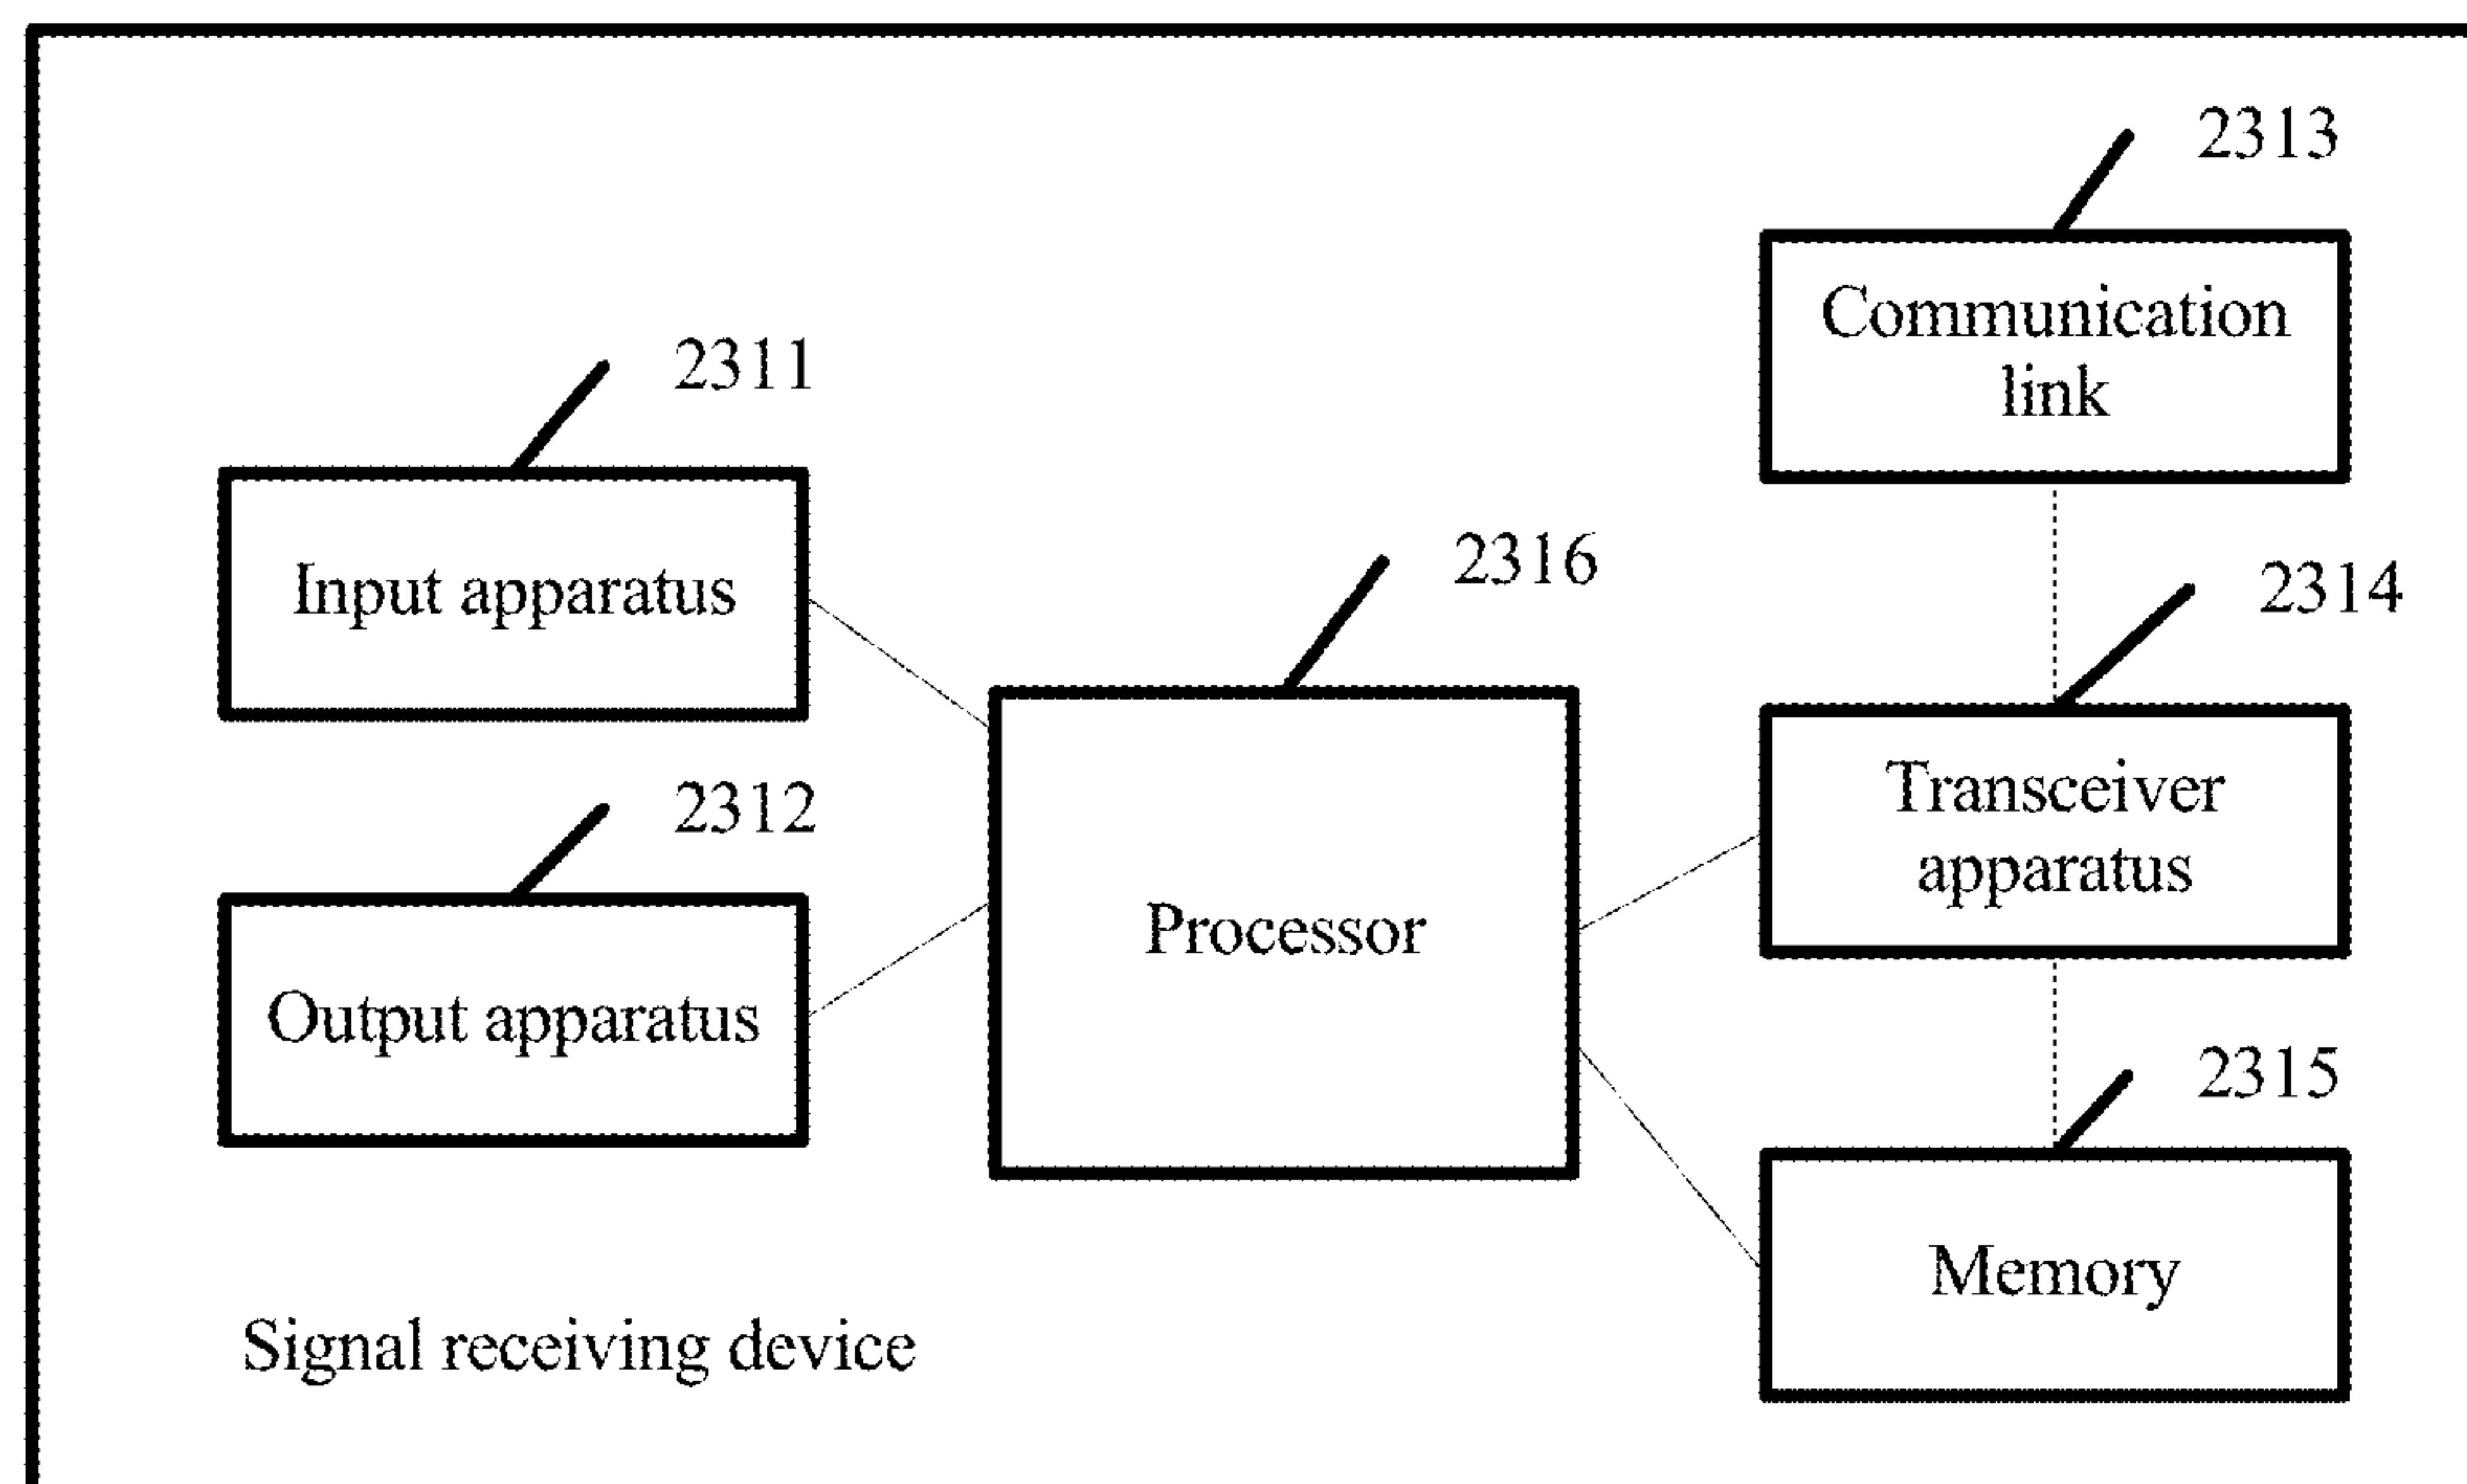 2313
Communication
link
2311
Input apparatus
2316
2314
Transceiver
apparatus
2312
Output apparatus
Processor
2315
Memory
Signal receiving device